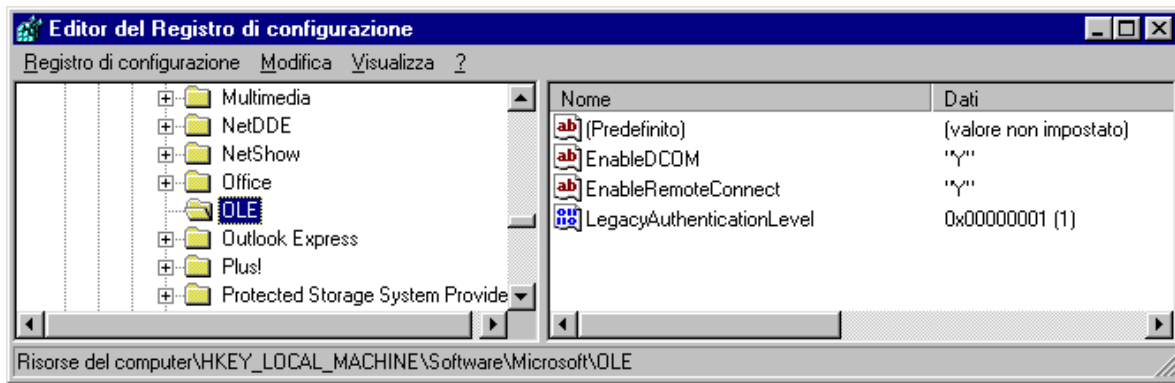 Editor del Registro di configurazione
Registro di configurazione Modifica Visualizza ?
Multimedia
NetDDE
NetShow
Office
OLE
Outlook Express
Plus!
Protected Storage System Provide
Nome Dati
(Predefinito) (valore non impostato)
EnableDCOM "Y"
EnableRemoteConnect "Y"
LegacyAuthenticationLevel 0x00000001 (1)
Risorse del computer\HKEY_LOCAL_MACHINE\Software\Microsoft\OLE